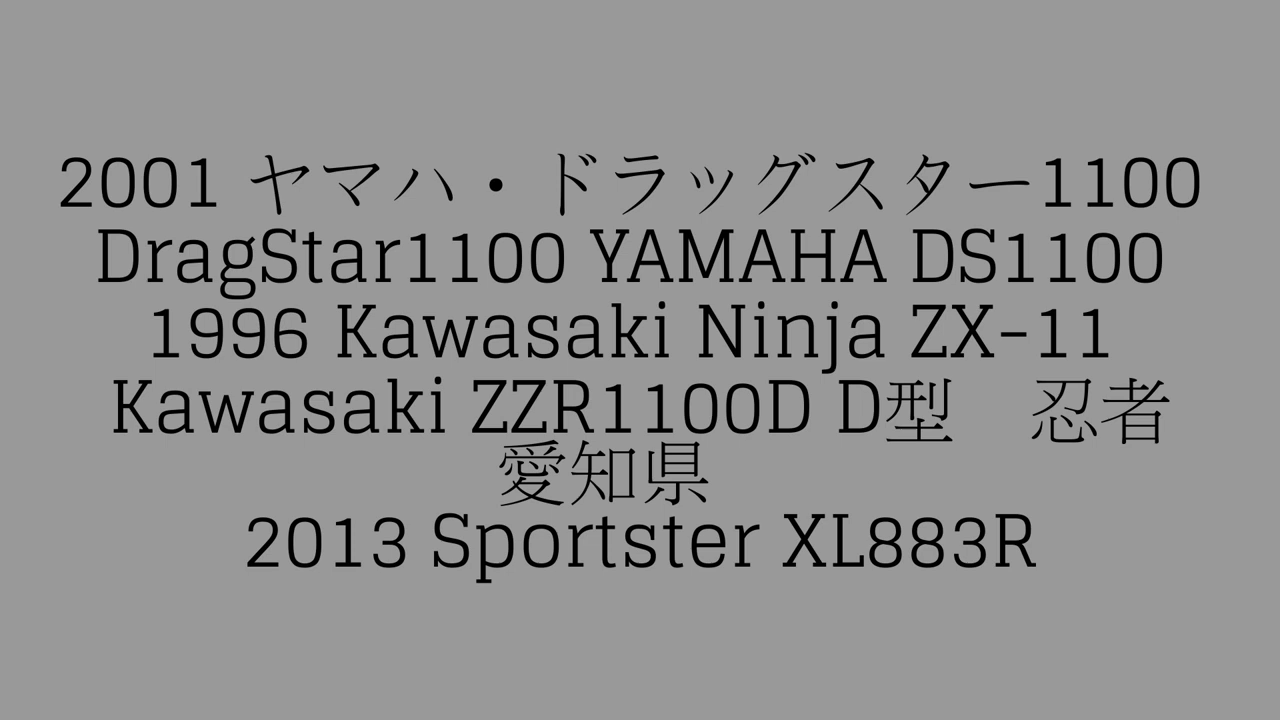 2001 ヤマハ・ドラッグスター1100
DragStar1100 YAMAHA DS1100
1996 Kawasaki Ninja ZX-11
Kawasaki ZZR1100D D型　忍者
愛知県
2013 Sportster XL883R